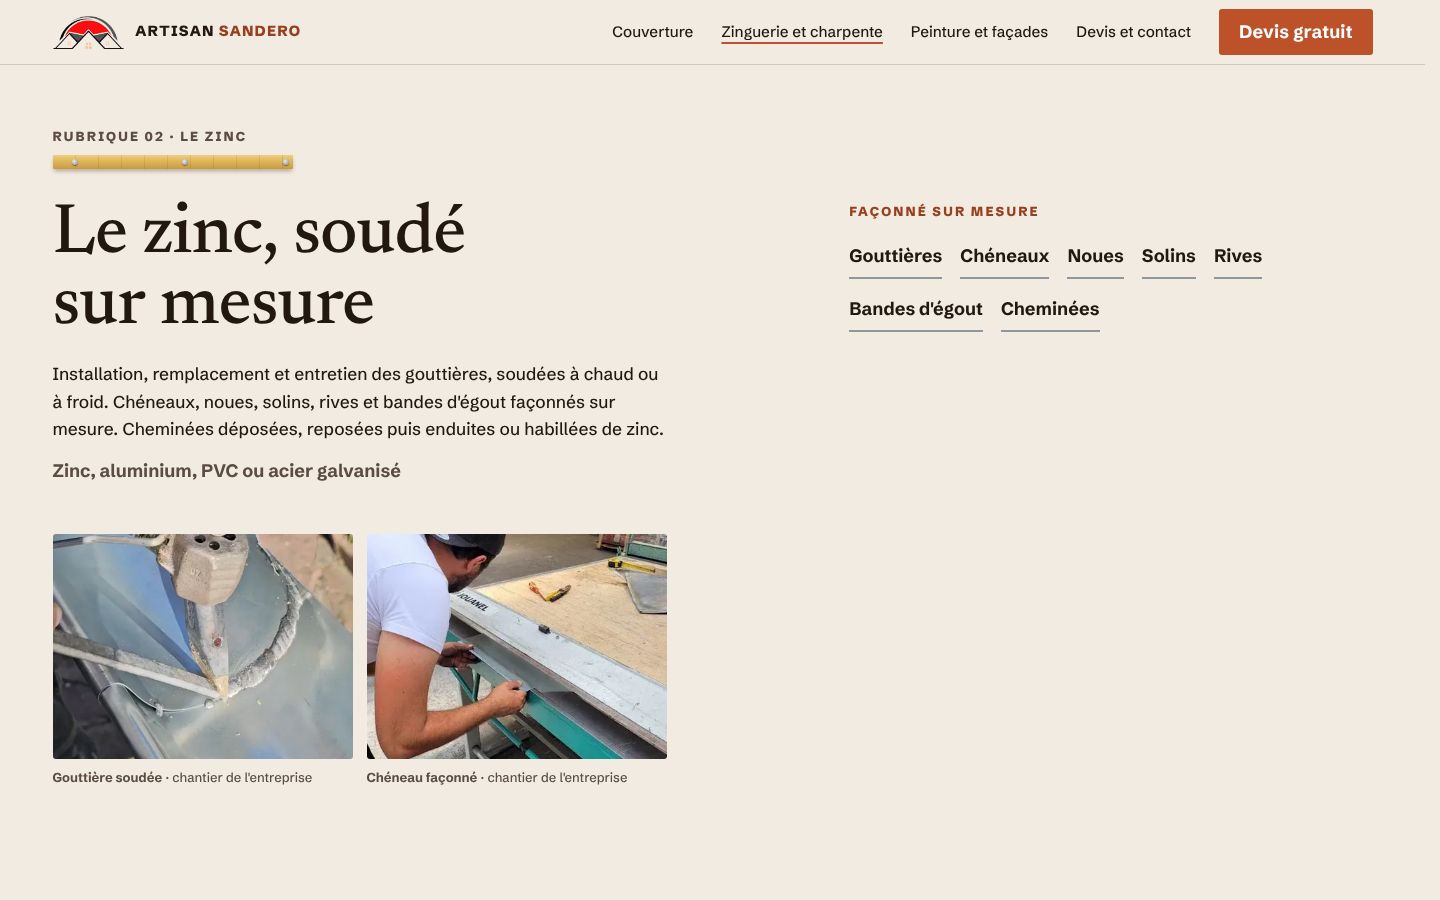 ARTISAN SANDERO
Couverture
Zinguerie et charpente
Peinture et façades
Devis et contact
Devis gratuit
RUBRIQUE 02 · LE ZINC
Le zinc, soudé
sur mesure
Installation, remplacement et entretien des gouttières, soudées à chaud ou
à froid. Chéneaux, noues, solins, rives et bandes d'égout façonnés sur
mesure. Cheminées déposées, reposées puis enduites ou habillées de zinc.
Zinc, aluminium, PVC ou acier galvanisé
JOUANEL
Gouttière soudée · chantier de l'entreprise
Chéneau façonné · chantier de l'entreprise
FAÇONNÉ SUR MESURE
Gouttières
Chéneaux
Noues
Solins
Rives
Bandes d'égout
Cheminées